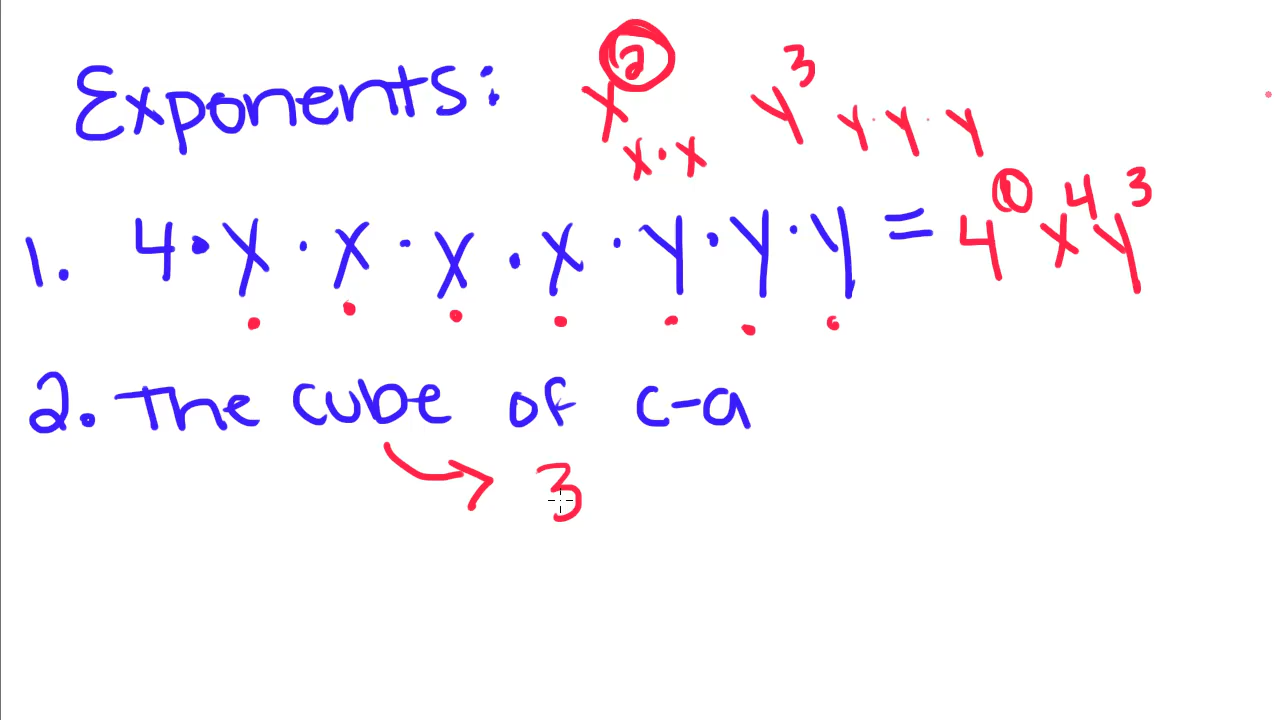 Exponents: x² y³ y·y·y
x·x
1. 4·x·x·x·x·y·y·y = 4¹x⁴y³
2. The cube of c-a
→ 3